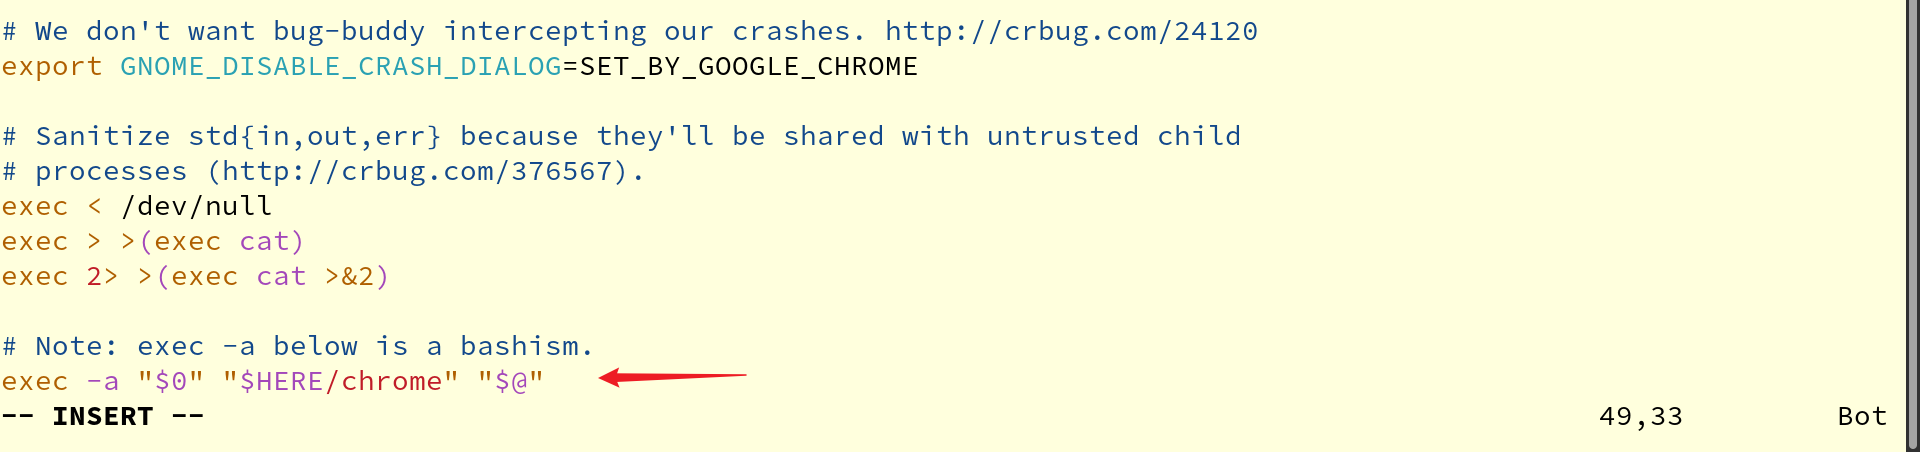 # We don't want bug-buddy intercepting our crashes. http://crbug.com/24120
export GNOME_DISABLE_CRASH_DIALOG=SET_BY_GOOGLE_CHROME
# Sanitize std{in,out,err} because they'll be shared with untrusted child
# processes (http://crbug.com/376567).
exec < /dev/null
exec > >(exec cat)
exec 2> >(exec cat >&2)
# Note: exec -a below is a bashism.
exec -a "$0" "$HERE/chrome" "$@"
-- INSERT -- 49,33 Bot